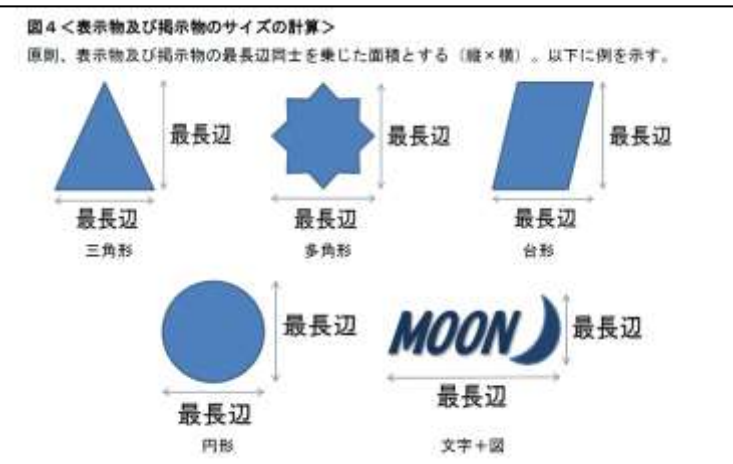 図4<表示物及び掲示物のサイズの計算>
原則、表示物及び掲示物の最長辺同士を乗じた面積とする（縦×横）。以下に例を示す。
最長辺
最長辺
最長辺
最長辺
最長辺
最長辺
三角形
多角形
台形
最長辺
MOON
最長辺
最長辺
最長辺
円形
文字＋図